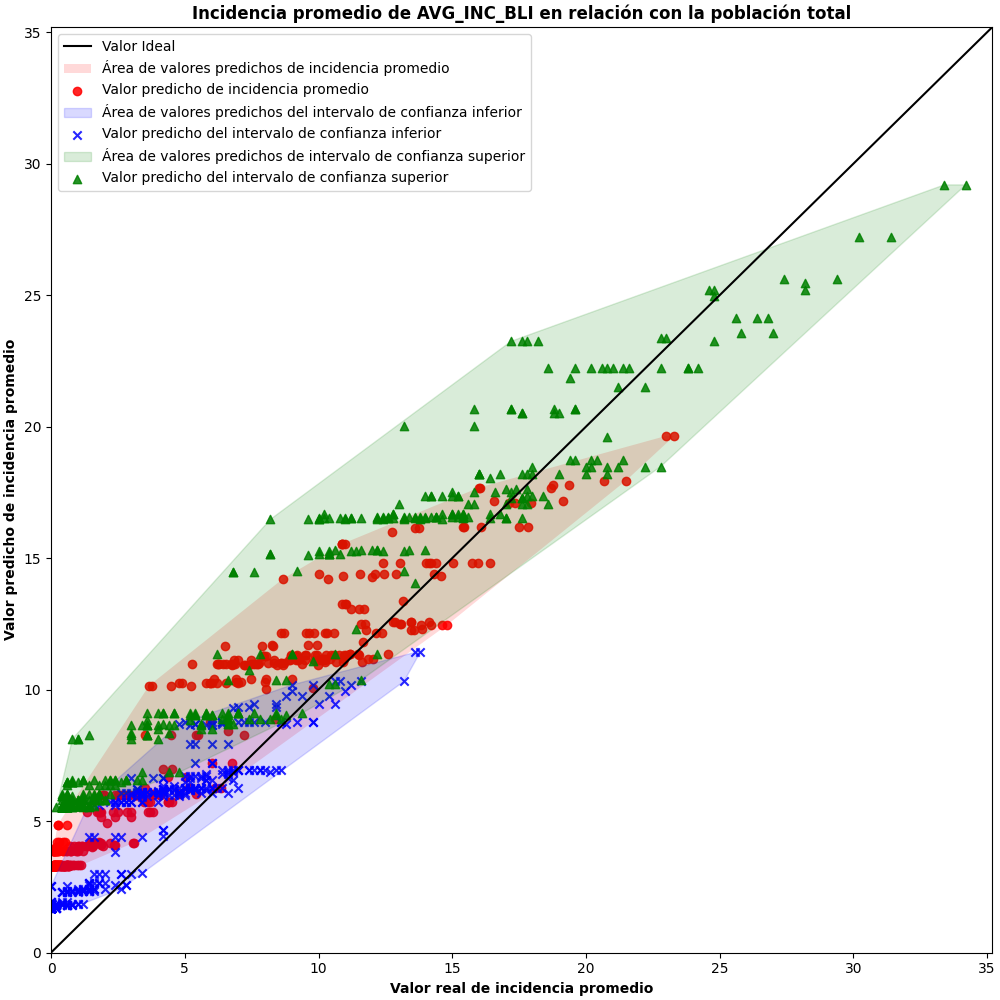 Incidencia promedio de AVG_INC_BLI en relación con la población total
Valor Ideal
Área de valores predichos de incidencia promedio
Valor predicho de incidencia promedio
Área de valores predichos del intervalo de confianza inferior
Valor predicho del intervalo de confianza inferior
Área de valores predichos de intervalo de confianza superior
Valor predicho del intervalo de confianza superior
Valor predicho de incidencia promedio
35
30
25
20
15
10
5
0
0 5 10 15 20 25 30 35
Valor real de incidencia promedio